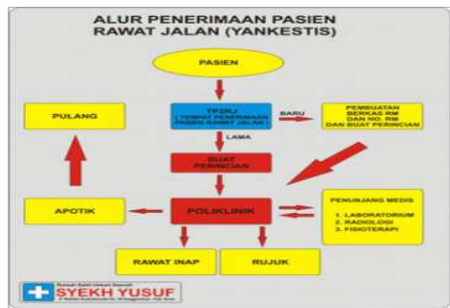 ALUR PENERIMAAN PASIEN
RAWAT JALAN (YANKESTIS)
PASIEN
( TEMPAT PENERIMAAN
PASIEN RAWAT JALAN )
BARU
PEMBUATAN
BERKAS RM
DAN NO. RM
DAN BUAT PERINCIAN
PULANG
LAMA
BUAT
PERINCIAN
APOTIK
POLIKLINIK
PENUNJANG MEDIS
1. LABORATORIUM
2. RADIOLOGI
3. FISIOTERAPI
RAWAT INAP
RUJUK
SYEKH YUSUF